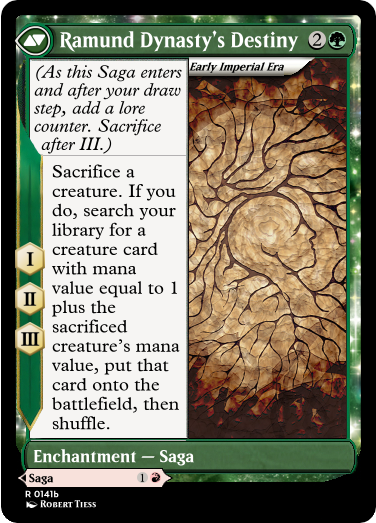 Ramund Dynasty's Destiny 2
Early Imperial Era
(As this Saga enters
and after your draw
step, add a lore
counter. Sacrifice
after III.)
Sacrifice a
creature. If you
do, search your
library for a
creature card
with mana
value equal to 1
plus the
sacrificed
creature's mana
value, put that
card onto the
battlefield, then
shuffle.
I
II
III
Enchantment — Saga
Saga 1
R 0141b
Robert Tiess